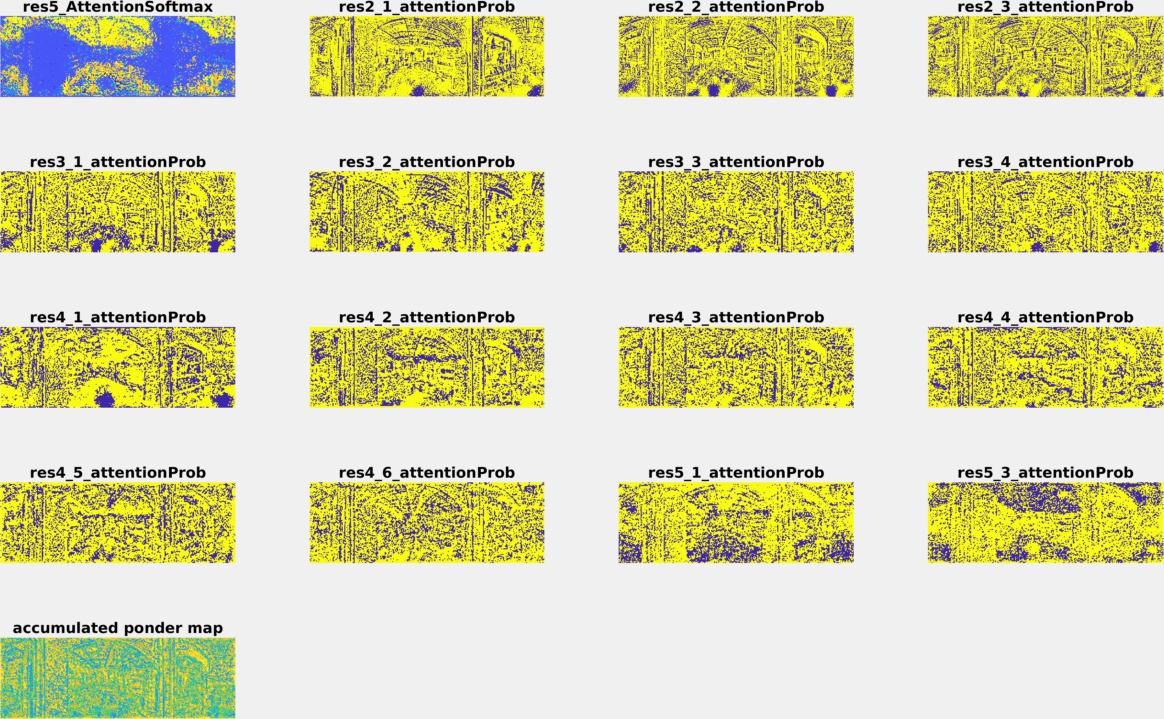 res5_AttentionSoftmax
res2_1_attentionProb
res2_2_attentionProb
res2_3_attentionProb
res3_1_attentionProb
res3_2_attentionProb
res3_3_attentionProb
res3_4_attentionProb
res4_1_attentionProb
res4_2_attentionProb
res4_3_attentionProb
res4_4_attentionProb
res4_5_attentionProb
res4_6_attentionProb
res5_1_attentionProb
res5_3_attentionProb
accumulated ponder map